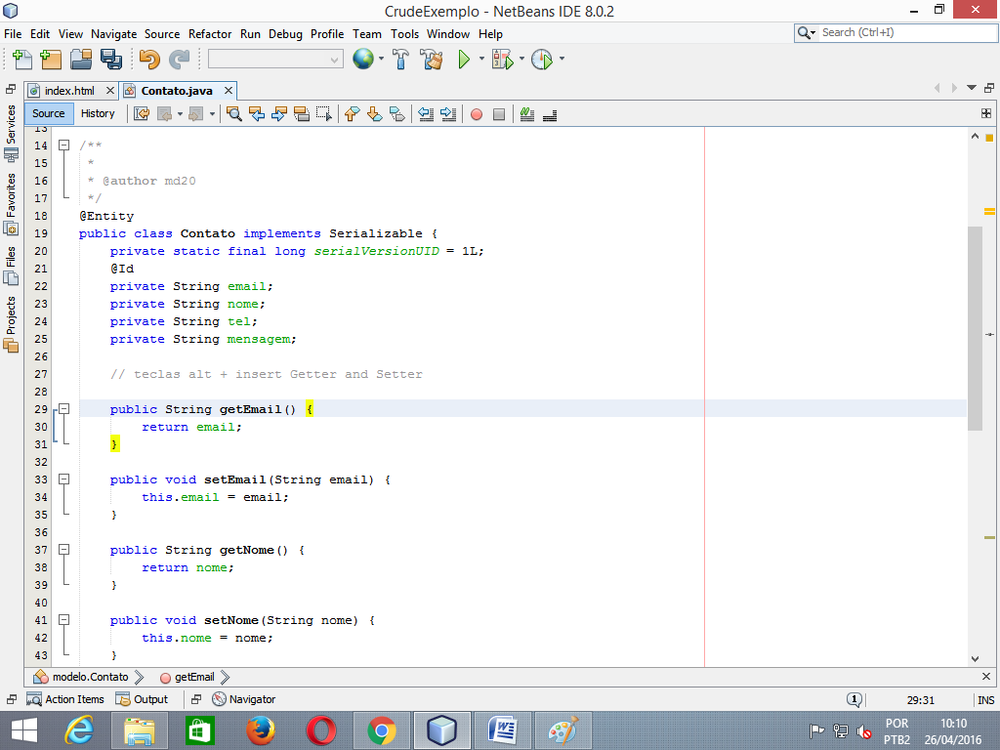 CrudeExemplo - NetBeans IDE 8.0.2
File Edit View Navigate Source Refactor Run Debug Profile Team Tools Window Help
Search (Ctrl+I)
index.html
Contato.java
Source History
Services
Favorites
Files
Projects
13
14 /**
15 *
16 * @author md20
17 */
18 @Entity
19 public class Contato implements Serializable {
20 private static final long serialVersionUID = 1L;
21 @Id
22 private String email;
23 private String nome;
24 private String tel;
25 private String mensagem;
26
27 // teclas alt + insert Getter and Setter
28
29 public String getEmail() {
30 return email;
31 }
32
33 public void setEmail(String email) {
34 this.email = email;
35 }
36
37 public String getNome() {
38 return nome;
39 }
40
41 public void setNome(String nome) {
42 this.nome = nome;
43 }
modelo.Contato
getEmail
Action Items
Output
Navigator
1
29:31
INS
POR
PTB2
10:10
26/04/2016